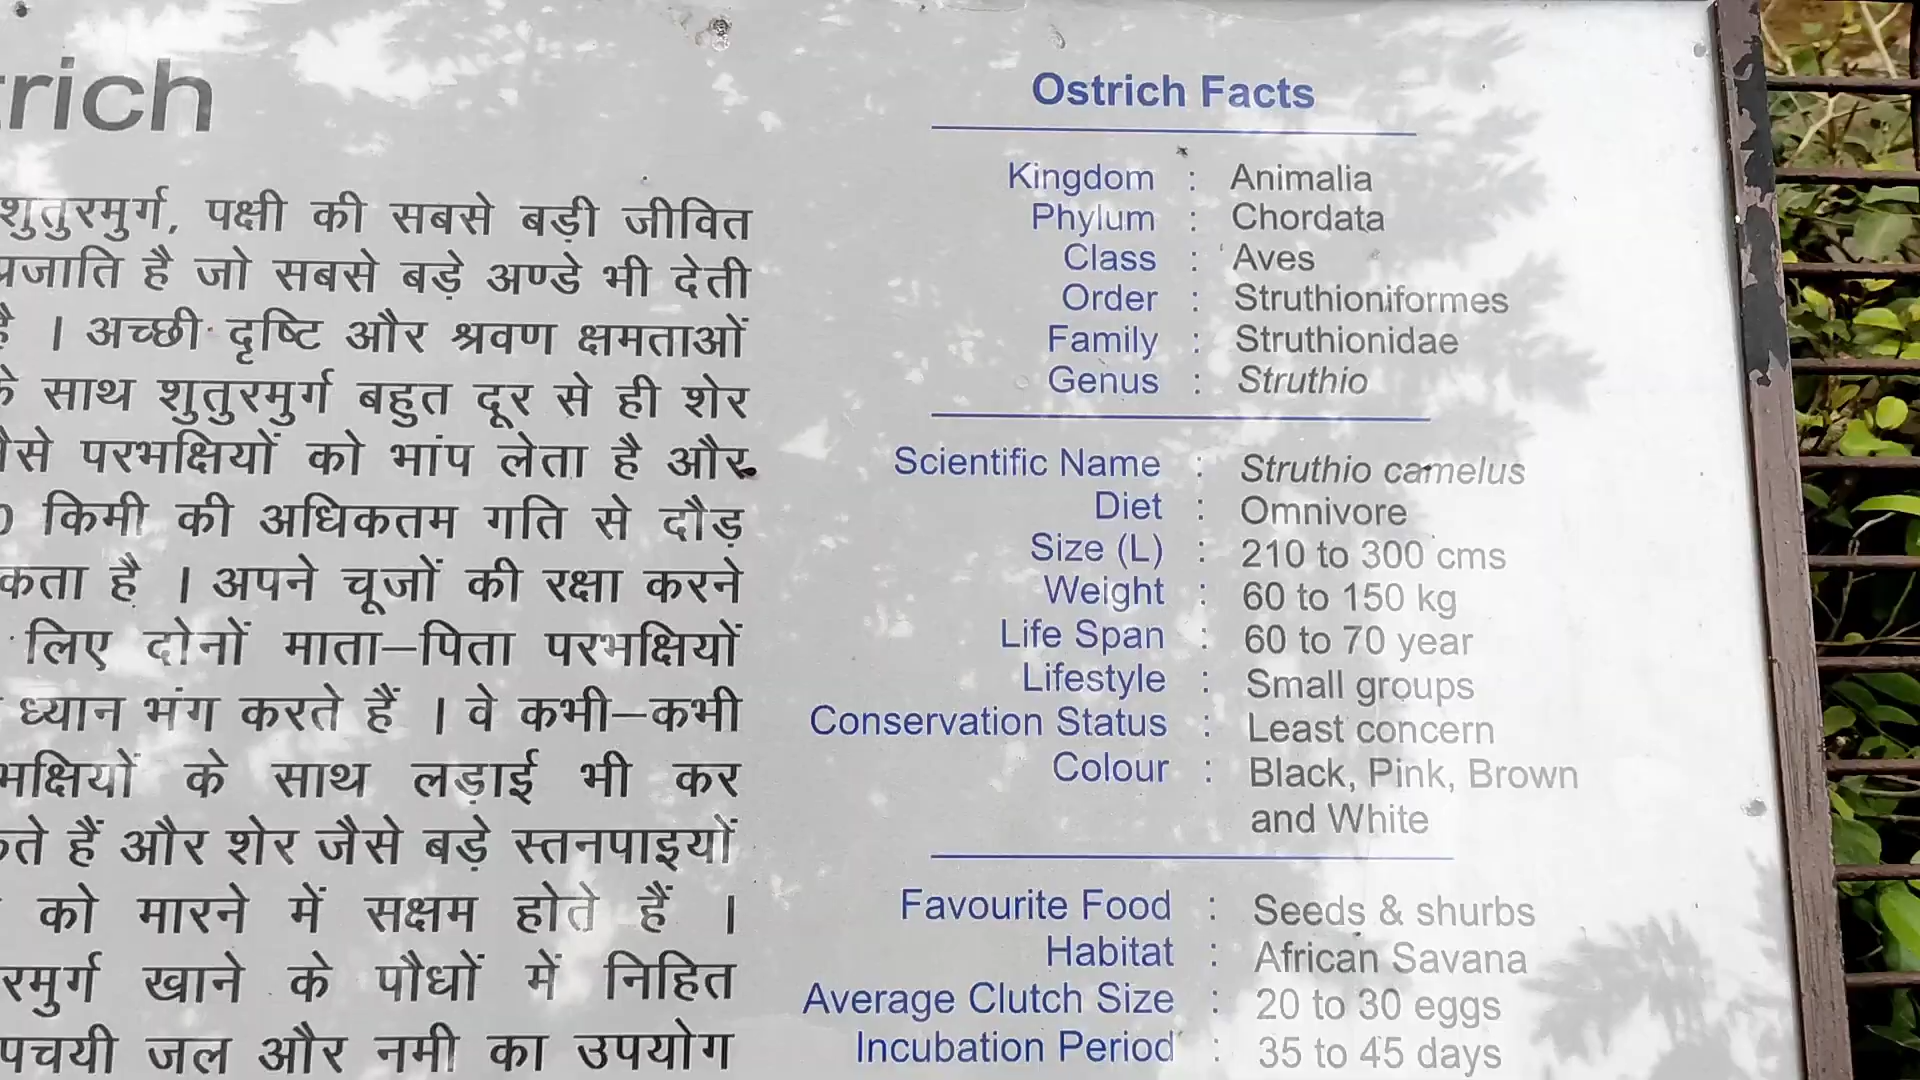 trich
शुतुरमुर्ग, पक्षी की सबसे बड़ी जीवित
प्रजाति है जो सबसे बड़े अण्डे भी देती
है । अच्छी दृष्टि और श्रवण क्षमताओं
के साथ शुतुरमुर्ग बहुत दूर से ही शेर
जैसे परभक्षियों को भांप लेता है और
किमी की अधिकतम गति से दौड़
कता है । अपने चूजों की रक्षा करने
लिए दोनों माता–पिता परभक्षियों
ध्यान भंग करते हैं । वे कभी–कभी
भक्षियों के साथ लड़ाई भी कर
ते हैं और शेर जैसे बड़े स्तनपाइयों
को मारने में सक्षम होते हैं ।
रमुर्ग खाने के पौधों में निहित
पचयी जल और नमी का उपयोग
Ostrich Facts
Kingdom : Animalia
Phylum : Chordata
Class : Aves
Order : Struthioniformes
Family : Struthionidae
Genus : Struthio
Scientific Name : Struthio camelus
Diet : Omnivore
Size (L) : 210 to 300 cms
Weight : 60 to 150 kg
Life Span : 60 to 70 year
Lifestyle : Small groups
Conservation Status : Least concern
Colour : Black, Pink, Brown
and White
Favourite Food : Seeds & shurbs
Habitat : African Savana
Average Clutch Size : 20 to 30 eggs
Incubation Period : 35 to 45 days